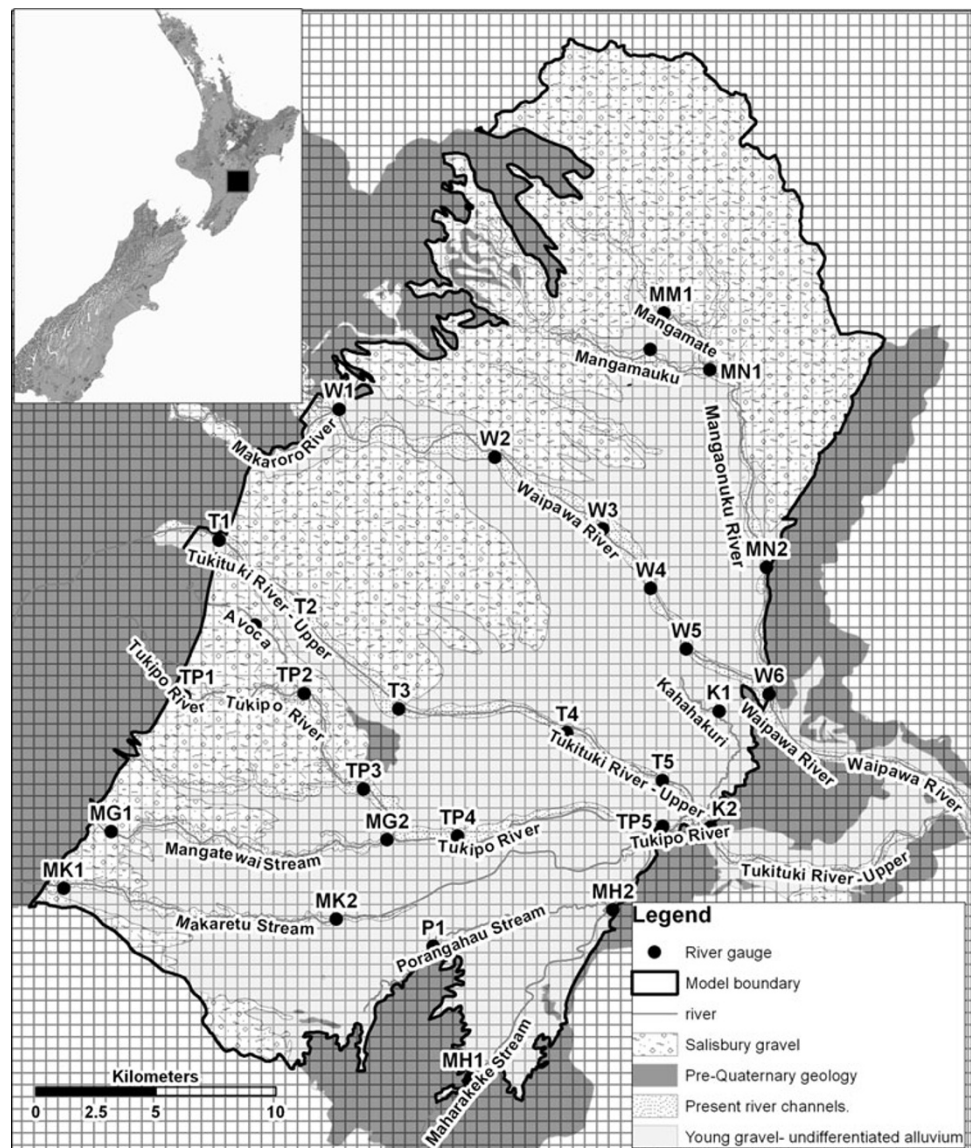 MM1
Mangamate
Mangamauku
MN1
W1
Makaroro River
W2
Mangaonuku River
Waipawa River
W3
T1
MN2
W4
Tukituki River - Upper
T2
Avoca
W5
Tukipo River
TP1
TP2
Tukipo River
T3
Kahahakuri
K1
W6
T4
Waipawa River
Waipawa River
Tukituki River - Upper
T5
TP3
MG1
MG2
TP4
Tukipo River
TP5
K2
Tukipo River
Mangatewai Stream
Tukituki River - Upper
MK1
MK2
Makaretu Stream
P1
Porangahau Stream
MH2
MH1
Maharakeke Stream
Legend
River gauge
Model boundary
river
Salisbury gravel
Pre-Quaternary geology
Present river channels.
Young gravel- undifferentiated alluvium
Kilometers
0 2.5 5 10